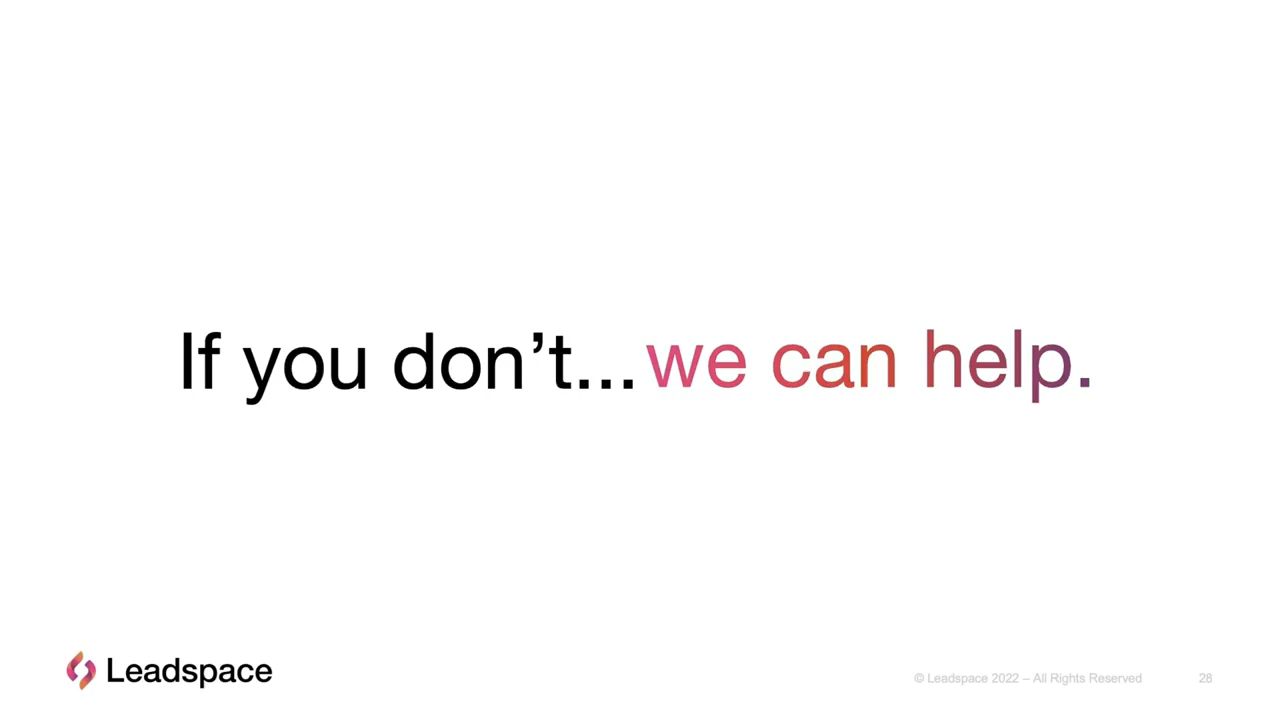 If you don’t... we can help.
Leadspace
© Leadspace 2022 – All Rights Reserved 28